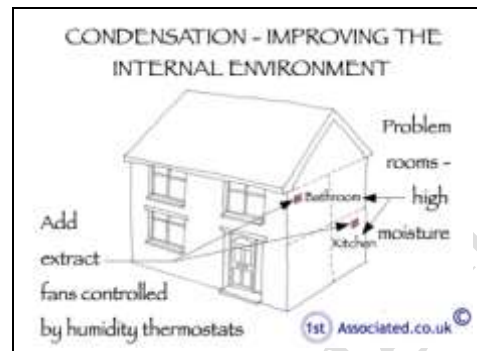 CONDENSATION - IMPROVING THE
INTERNAL ENVIRONMENT
Problem
rooms -
high
moisture
Bathroom
Kitchen
Add
extract
fans controlled
by humidity thermostats
1st Associated.co.uk ©